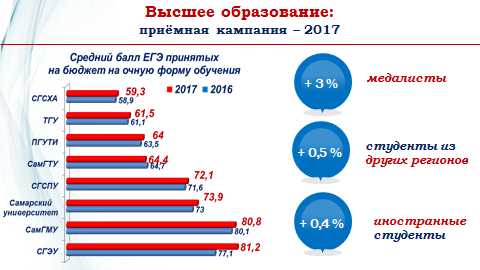 Высшее образование:
приёмная кампания – 2017
Средний балл ЕГЭ принятых
на бюджет на очную форму обучения
2017 2016
СГСХА 59,3
58,9
ТГУ 61,5
61,1
ПГУТИ 64
63,5
СамГТУ 64,4
64,7
СГСПУ 72,1
71,6
Самарский
университет 73,9
73
СамГМУ 80,8
80,1
СГЭУ 81,2
77,1
+ 3 % медалисты
+ 0,5 % студенты из
других регионов
+ 0,4 % иностранные
студенты